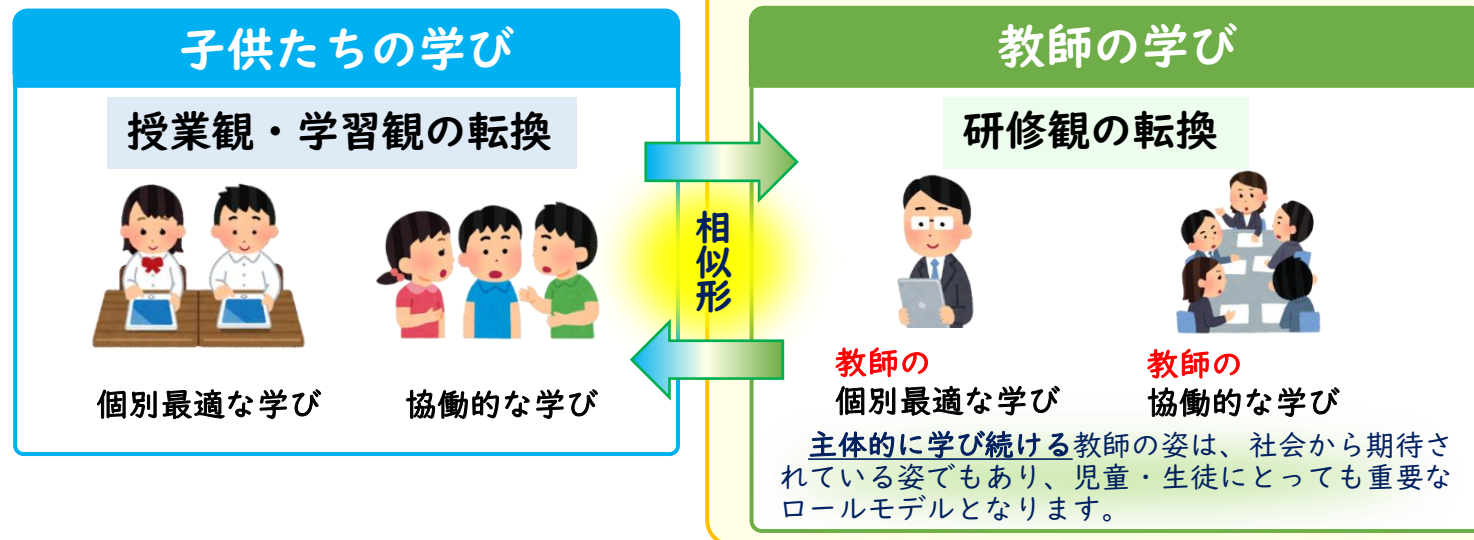 子供たちの学び
授業観・学習観の転換
個別最適な学び
協働的な学び
相似形
教師の学び
研修観の転換
教師の
個別最適な学び
教師の
協働的な学び
主体的に学び続ける教師の姿は、社会から期待さ
れている姿でもあり、児童・生徒にとっても重要な
ロールモデルとなります。